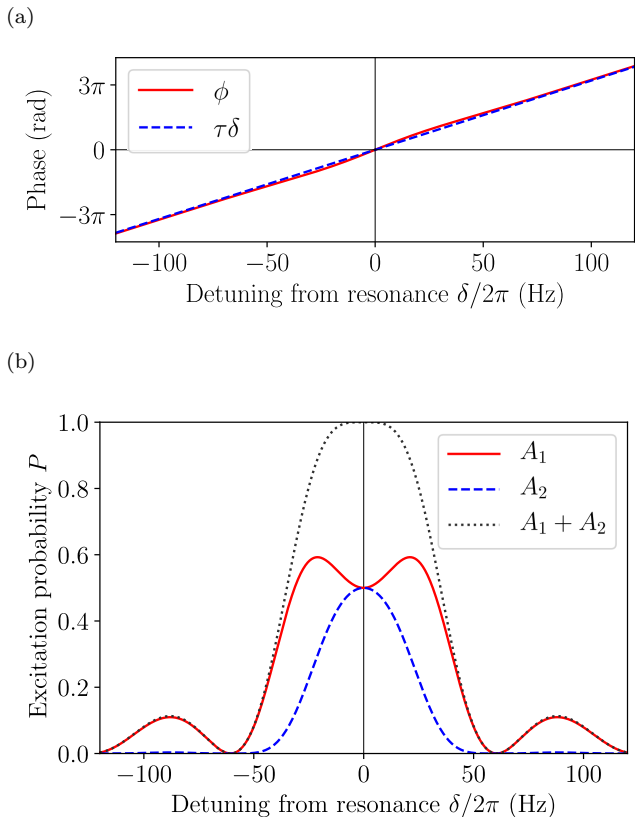 (a)
3π
0
−3π
Phase (rad)
ϕ
τδ
−100 −50 0 50 100
Detuning from resonance δ/2π (Hz)
(b)
1.0
0.8
0.6
0.4
0.2
0.0
Excitation probability P
A₁
A₂
A₁ + A₂
−100 −50 0 50 100
Detuning from resonance δ/2π (Hz)